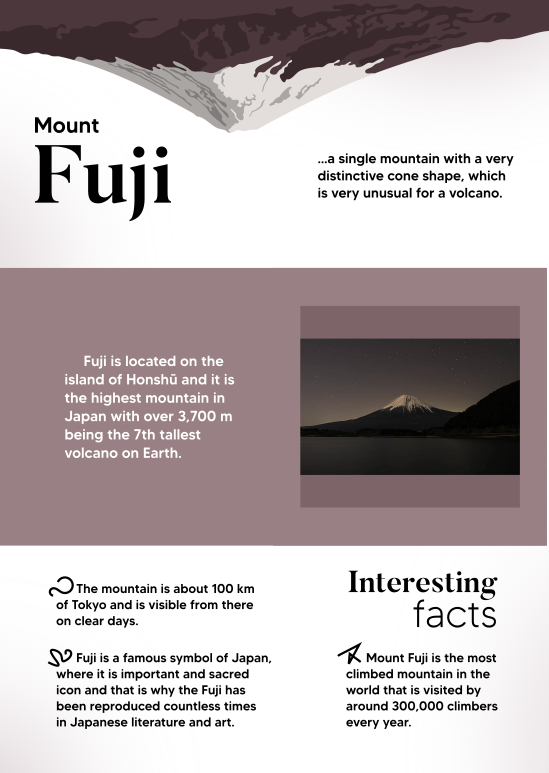 Mount
Fuji
...a single mountain with a very
distinctive cone shape, which
is very unusual for a volcano.
Fuji is located on the
island of Honshū and it is
the highest mountain in
Japan with over 3,700 m
being the 7th tallest
volcano on Earth.
The mountain is about 100 km
of Tokyo and is visible from there
on clear days.
Fuji is a famous symbol of Japan,
where it is important and sacred
icon and that is why the Fuji has
been reproduced countless times
in Japanese literature and art.
Interesting
facts
Mount Fuji is the most
climbed mountain in the
world that is visited by
around 300,000 climbers
every year.